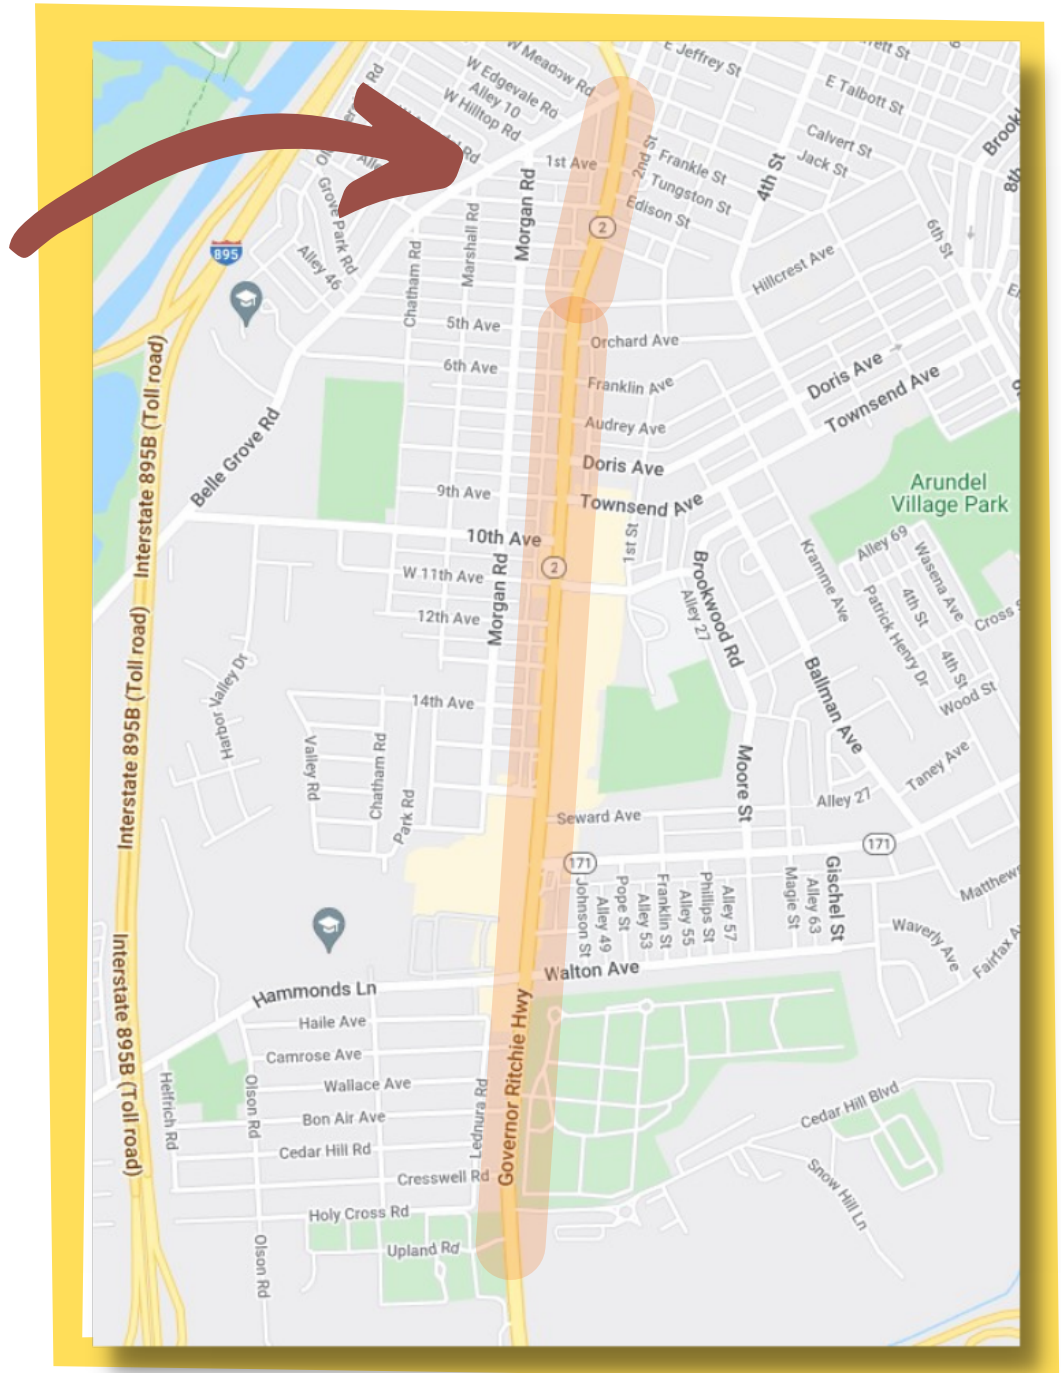 W Meadow Rd
E Jeffrey St
W Edgevale Rd
Alley 10
W Hilltop Rd
Rd
E Talbott St
Calvert St
Jack St
4th St
8th
1st Ave
2nd St
Frankle St
Tungston St
Edison St
Morgan Rd
Marshall Rd
Chatham Rd
Grove Park Rd
Alley 46
895
2
6th St
Hillcrest Ave
5th Ave
Orchard Ave
6th Ave
Franklin Ave
Audrey Ave
Doris Ave
Doris Ave
Townsend Ave
Townsend Ave
Belle Grove Rd
Interstate 895B (Toll road)
9th Ave
10th Ave
1st St
Arundel
Village Park
W 11th Ave
2
12th Ave
Morgan Rd
Brookwood Rd
Alley 27
Kramme Ave
Alley 69
Wasena Ave
4th St
Patrick Henry Dr
4th St
Cross
Wood St
Harbor Valley Dr
14th Ave
Valley Rd
Chatham Rd
Park Rd
Interstate 895B (Toll road)
Ballman Ave
Moore St
Taney Ave
Alley 27
Seward Ave
171
171
Johnson St
Alley 49
Pope St
Alley 53
Franklin St
Alley 55
Phillips St
Alley 57
Magie St
Alley 63
Gischel St
Matthews
Waverly Ave
Fairfax A
Walton Ave
Hammonds Ln
Interstate 895B (Toll road)
Governor Ritchie Hwy
Haile Ave
Camrose Ave
Wallace Ave
Bon Air Ave
Cedar Hill Rd
Cresswell Rd
Holy Cross Rd
Upland Rd
Helfrich Rd
Olson Rd
Olson Rd
Lednura Rd
Cedar Hill Blvd
Snow Hill Ln